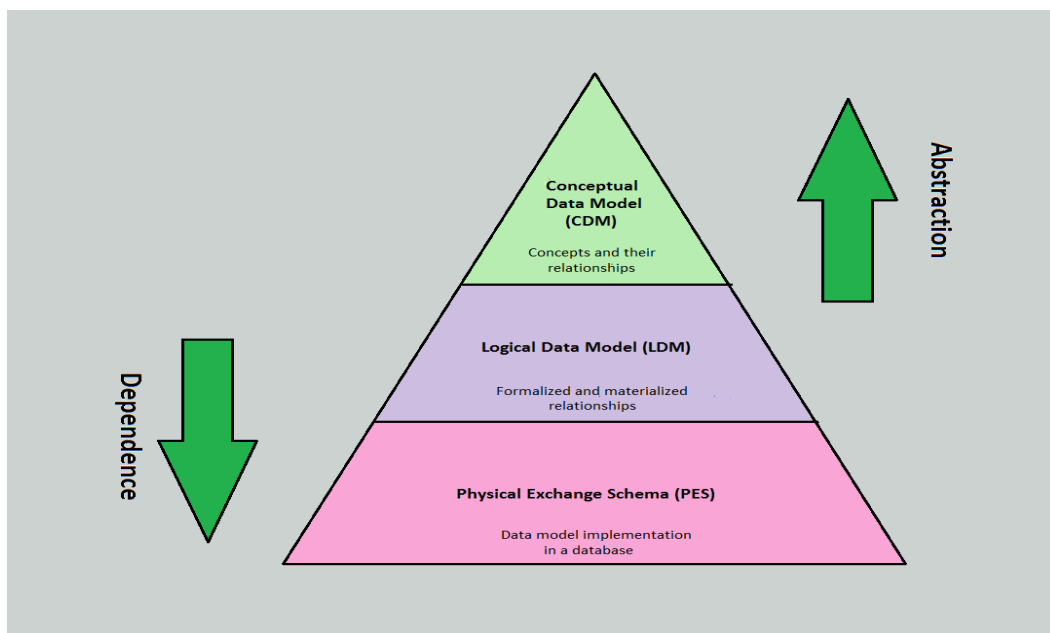 Conceptual
Data Model
(CDM)
Concepts and their
relationships
Abstraction
Logical Data Model (LDM)
Formalized and materialized
relationships
Dependence
Physical Exchange Schema (PES)
Data model implementation
in a database